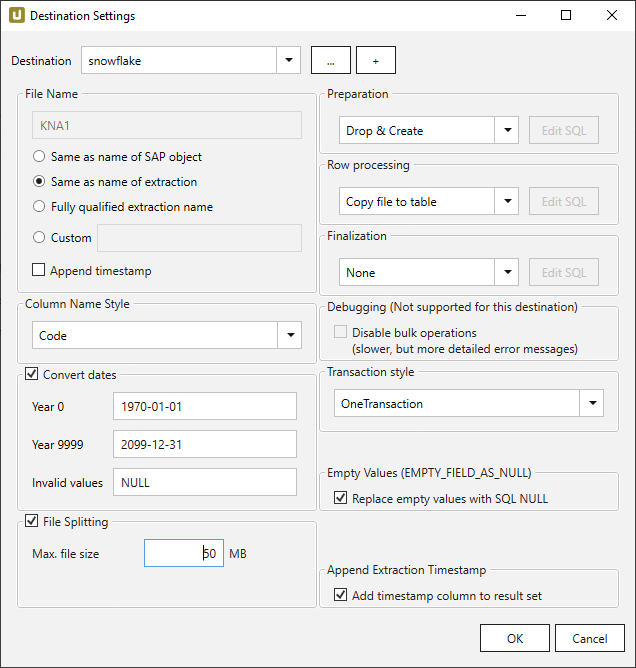 Destination Settings
Destination
snowflake
...
+
File Name
KNA1
Same as name of SAP object
Same as name of extraction
Fully qualified extraction name
Custom
Append timestamp
Column Name Style
Code
Convert dates
Year 0
1970-01-01
Year 9999
2099-12-31
Invalid values
NULL
File Splitting
Max. file size
50
MB
Preparation
Drop & Create
Edit SQL
Row processing
Copy file to table
Edit SQL
Finalization
None
Edit SQL
Debugging (Not supported for this destination)
Disable bulk operations
(slower, but more detailed error messages)
Transaction style
OneTransaction
Empty Values (EMPTY_FIELD_AS_NULL)
Replace empty values with SQL NULL
Append Extraction Timestamp
Add timestamp column to result set
OK
Cancel